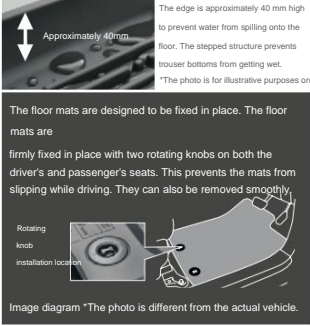 Approximately 40mm
The edge is approximately 40 mm high
to prevent water from spilling onto the
floor. The stepped structure prevents
trouser bottoms from getting wet.
*The photo is for illustrative purposes on
The floor mats are designed to be fixed in place. The floor
mats are
firmly fixed in place with two rotating knobs on both the
driver's and passenger's seats. This prevents the mats from
slipping while driving. They can also be removed smoothly.
Rotating
knob
installation location
Image diagram *The photo is different from the actual vehicle.